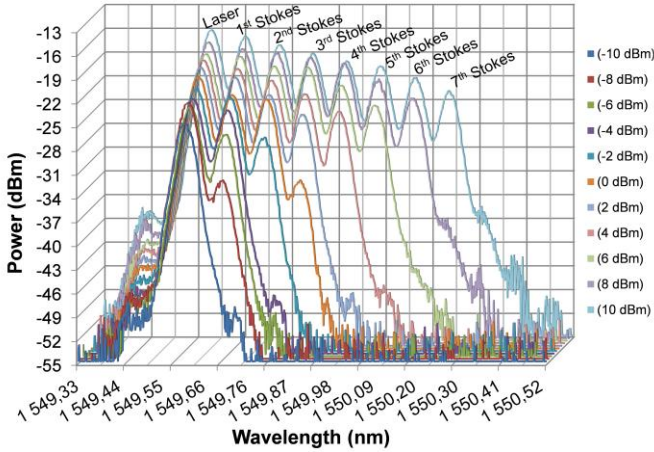 Laser
1st Stokes
2nd Stokes
3rd Stokes
4th Stokes
5th Stokes
6th Stokes
7th Stokes
-13
-16
-19
-22
-25
-28
-31
-34
-37
-40
-43
-46
-49
-52
-55
Power (dBm)
1 549,33
1 549,44
1 549,55
1 549,66
1 549,76
1 549,87
1 549,98
1 550,09
1 550,20
1 550,30
1 550,41
1 550,52
Wavelength (nm)
(-10 dBm)
(-8 dBm)
(-6 dBm)
(-4 dBm)
(-2 dBm)
(0 dBm)
(2 dBm)
(4 dBm)
(6 dBm)
(8 dBm)
(10 dBm)